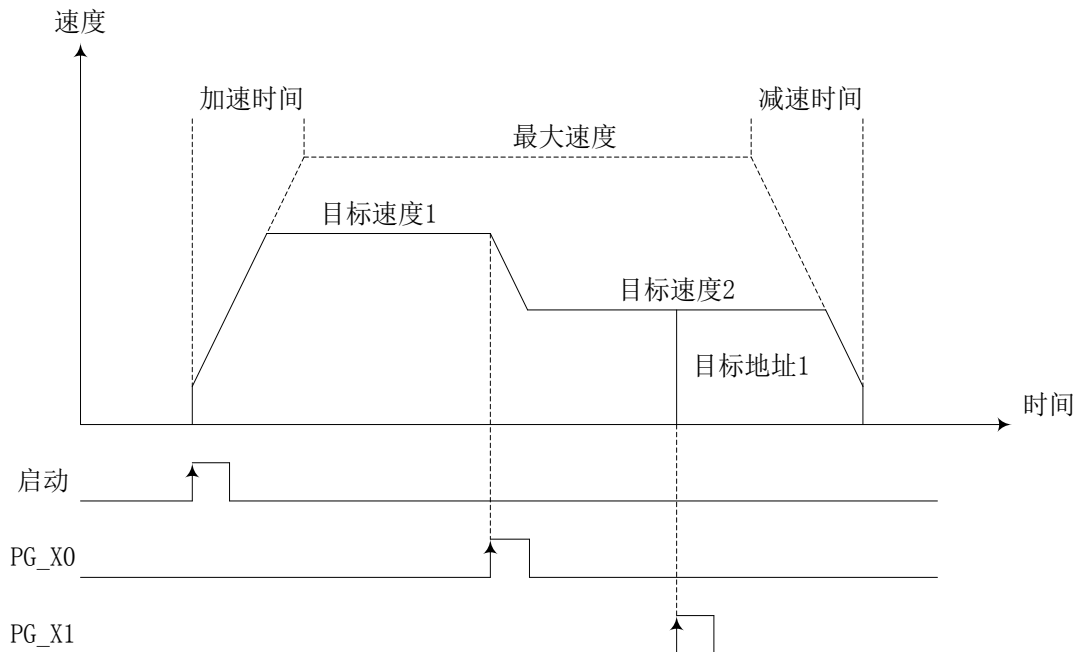 速度
加速时间
减速时间
最大速度
目标速度1
目标速度2
目标地址1
时间
启动
PG_X0
PG_X1